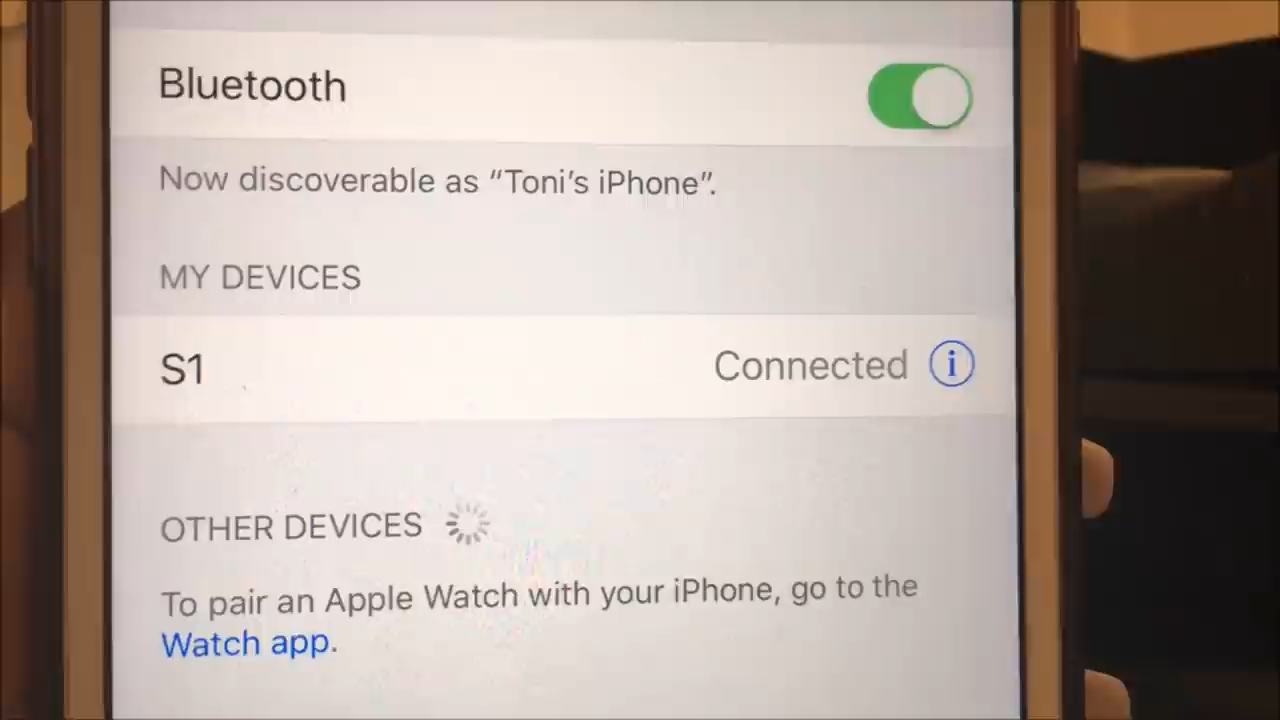 Bluetooth
Now discoverable as “Toni’s iPhone”.
MY DEVICES
S1 Connected i
OTHER DEVICES
To pair an Apple Watch with your iPhone, go to the
Watch app.